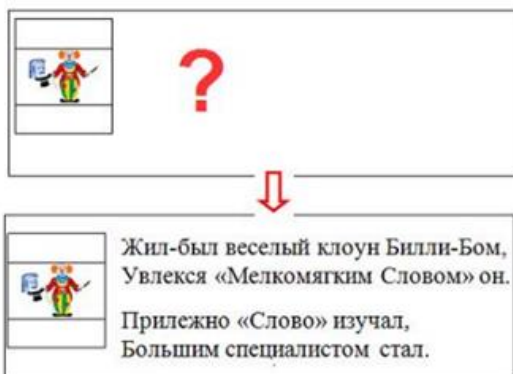 ?
Жил-был веселый клоун Билли-Бом,
Увлекся «Мелкомягким Словом» он.
Прилежно «Слово» изучал,
Большим специалистом стал.